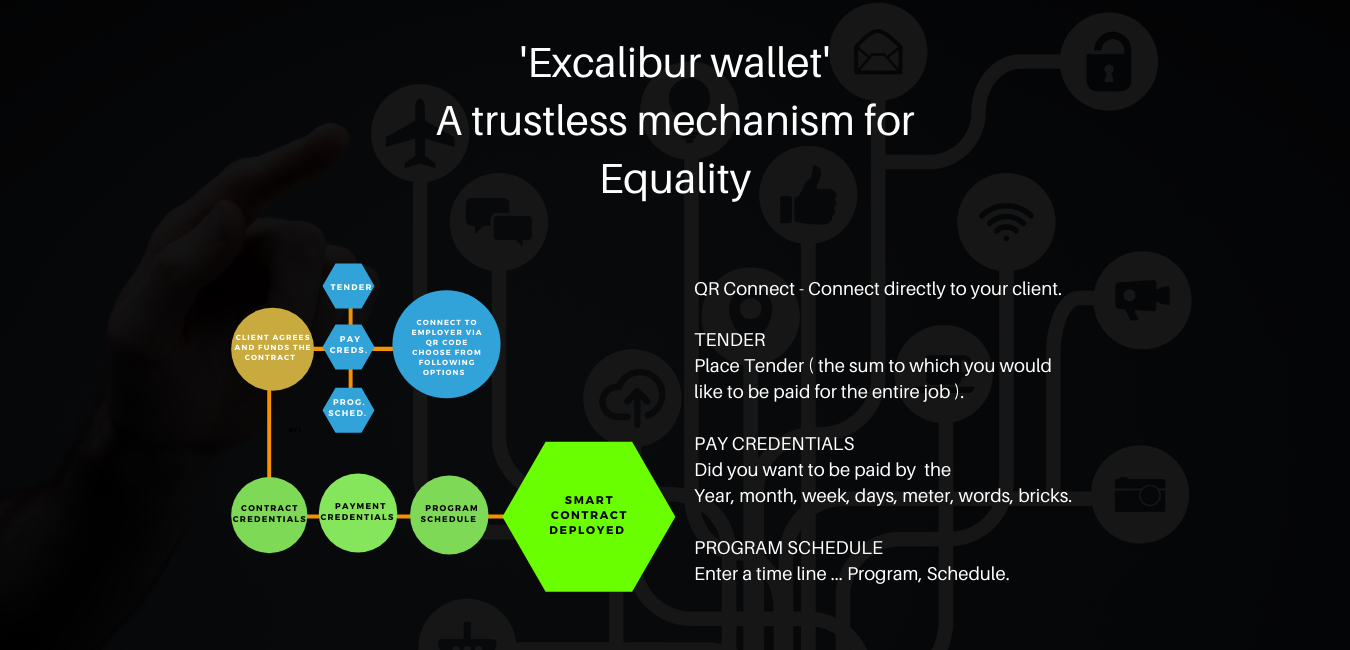 'Excalibur wallet'
A trustless mechanism for
Equality
TENDER
PAY
CREDS.
PROG.
SCHED.
CLIENT AGREES
AND FUNDS THE
CONTRACT
CONNECT TO
EMPLOYER VIA
QR CODE
CHOOSE FROM
FOLLOWING
OPTIONS
CONTRACT
CREDENTIALS
PAYMENT
CREDENTIALS
PROGRAM
SCHEDULE
SMART
CONTRACT
DEPLOYED
QR Connect - Connect directly to your client.
TENDER
Place Tender ( the sum to which you would
like to be paid for the entire job ).
PAY CREDENTIALS
Did you want to be paid by  the
Year, month, week, days, meter, words, bricks.
PROGRAM SCHEDULE
Enter a time line ... Program, Schedule.